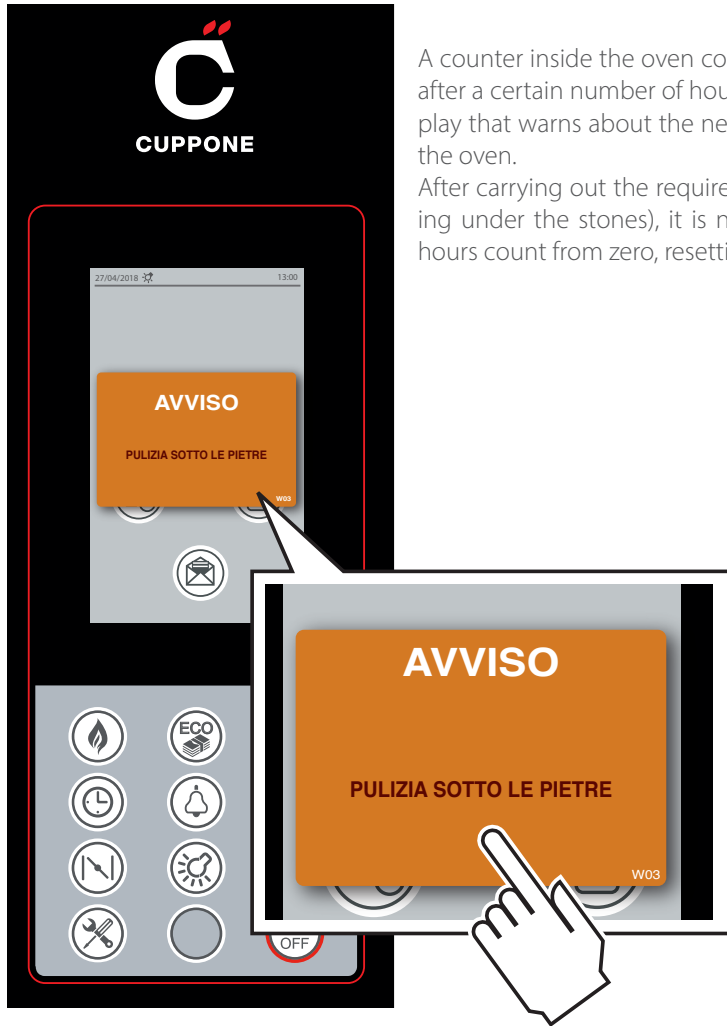 CUPPONE
A counter inside the oven co
after a certain number of hou
play that warns about the ne
the oven.
After carrying out the require
ing under the stones), it is n
hours count from zero, resetti
27/04/2018 13:00
AVVISO
PULIZIA SOTTO LE PIETRE
W03
AVVISO
PULIZIA SOTTO LE PIETRE
W03
ECO
OFF